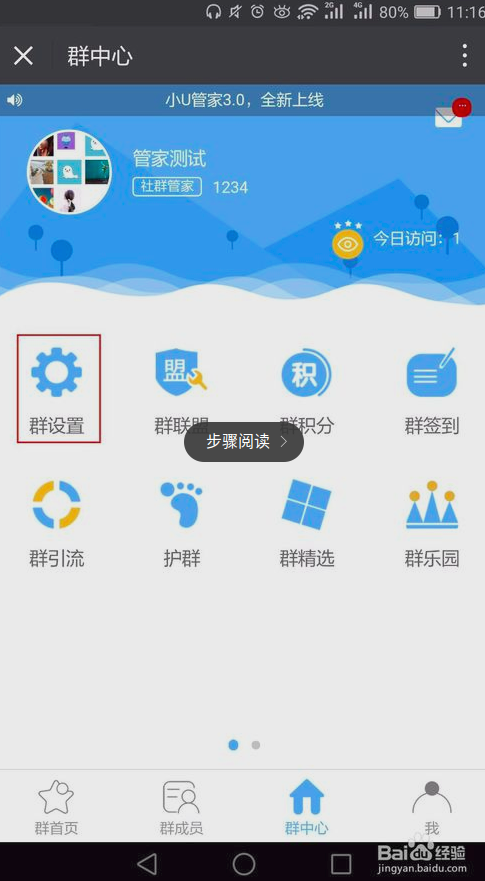 2G 4G 80% 11:16
群中心
小U管家3.0，全新上线
管家测试
社群管家 1234
今日访问：1
盟 积
群设置 群联盟 群积分 群签到
步骤阅读
群引流 护群 群精选 群乐园
群首页 群成员 群中心 我
Baidu经验
jingyan.baidu.com